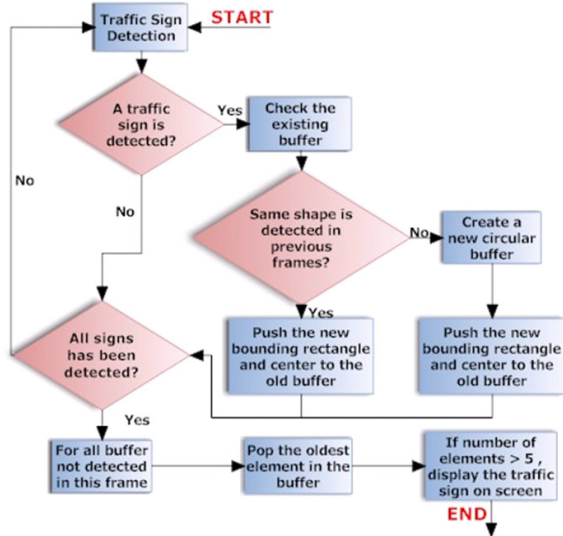 START
Traffic Sign
Detection
A traffic
sign is
detected?
Yes
Check the
existing
buffer
No
No
Same shape is
detected in
previous
frames?
No
Create a
new circular
buffer
Yes
All signs
has been
detected?
Push the new
bounding rectangle
and center to the
old buffer
Push the new
bounding rectangle
and center to the
old buffer
Yes
For all buffer
not detected
in this frame
Pop the oldest
element in the
buffer
If number of
elements > 5 ,
display the traffic
sign on screen
END